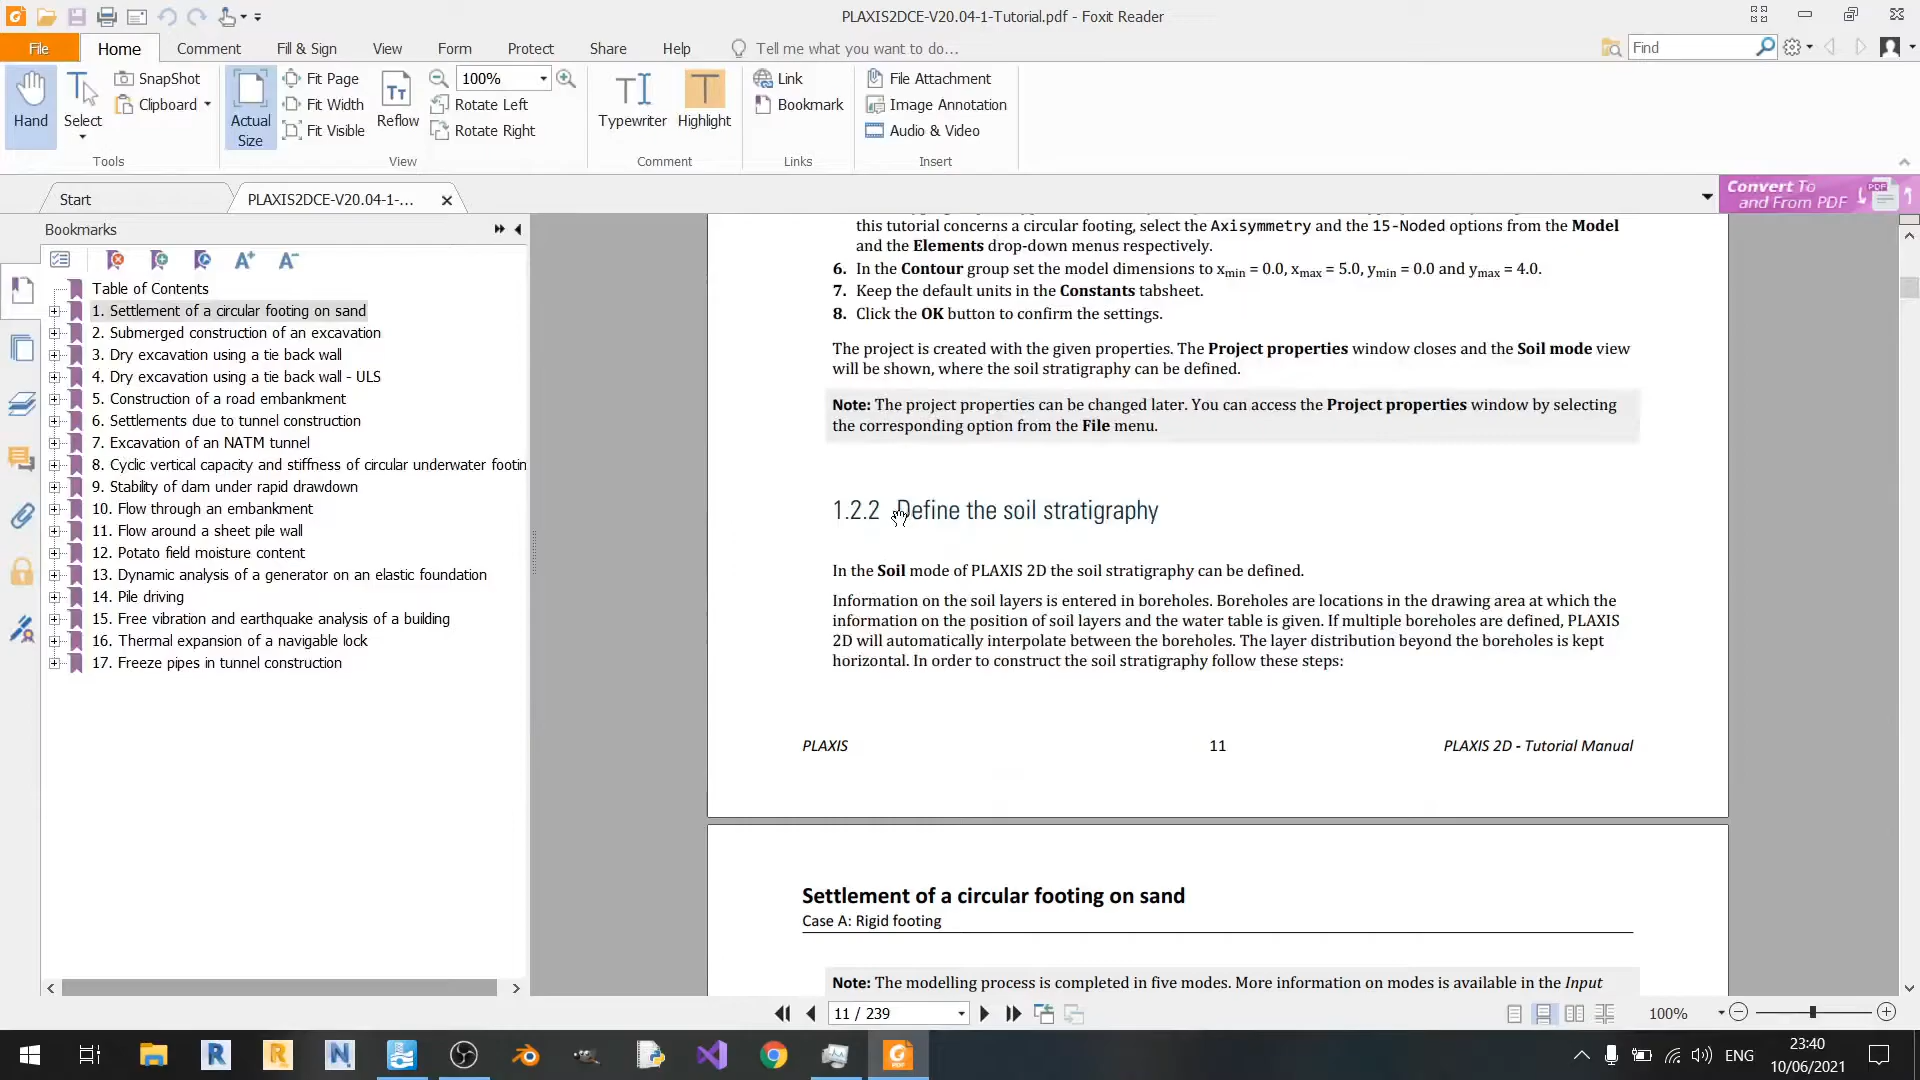 PLAXIS2DCE-V20.04-1-Tutorial.pdf - Foxit Reader
File Home Comment Fill & Sign View Form Protect Share Help Tell me what you want to do... Find
Hand
Select
SnapShot
Clipboard
Tools
Actual
Size
Fit Page
Fit Width
Fit Visible
Reflow
100%
Rotate Left
Rotate Right
View
Typewriter
Highlight
Comment
Link
Bookmark
Links
File Attachment
Image Annotation
Audio & Video
Insert
Start
PLAXIS2DCE-V20.04-1-...
Convert To
and From PDF
PDF
Bookmarks
Table of Contents
1. Settlement of a circular footing on sand
2. Submerged construction of an excavation
3. Dry excavation using a tie back wall
4. Dry excavation using a tie back wall - ULS
5. Construction of a road embankment
6. Settlements due to tunnel construction
7. Excavation of an NATM tunnel
8. Cyclic vertical capacity and stiffness of circular underwater footin
9. Stability of dam under rapid drawdown
10. Flow through an embankment
11. Flow around a sheet pile wall
12. Potato field moisture content
13. Dynamic analysis of a generator on an elastic foundation
14. Pile driving
15. Free vibration and earthquake analysis of a building
16. Thermal expansion of a navigable lock
17. Freeze pipes in tunnel construction
this tutorial concerns a circular footing, select the Axisymmetry and the 15-Noded options from the Model
and the Elements drop-down menus respectively.
6. In the Contour group set the model dimensions to xmin = 0.0, xmax = 5.0, ymin = 0.0 and ymax = 4.0.
7. Keep the default units in the Constants tabsheet.
8. Click the OK button to confirm the settings.
The project is created with the given properties. The Project properties window closes and the Soil mode view
will be shown, where the soil stratigraphy can be defined.
Note: The project properties can be changed later. You can access the Project properties window by selecting
the corresponding option from the File menu.
1.2.2 Define the soil stratigraphy
In the Soil mode of PLAXIS 2D the soil stratigraphy can be defined.
Information on the soil layers is entered in boreholes. Boreholes are locations in the drawing area at which the
information on the position of soil layers and the water table is given. If multiple boreholes are defined, PLAXIS
2D will automatically interpolate between the boreholes. The layer distribution beyond the boreholes is kept
horizontal. In order to construct the soil stratigraphy follow these steps:
PLAXIS 11 PLAXIS 2D - Tutorial Manual
Settlement of a circular footing on sand
Case A: Rigid footing
Note: The modelling process is completed in five modes. More information on modes is available in the Input
11 / 239
100%
ENG
23:40
10/06/2021